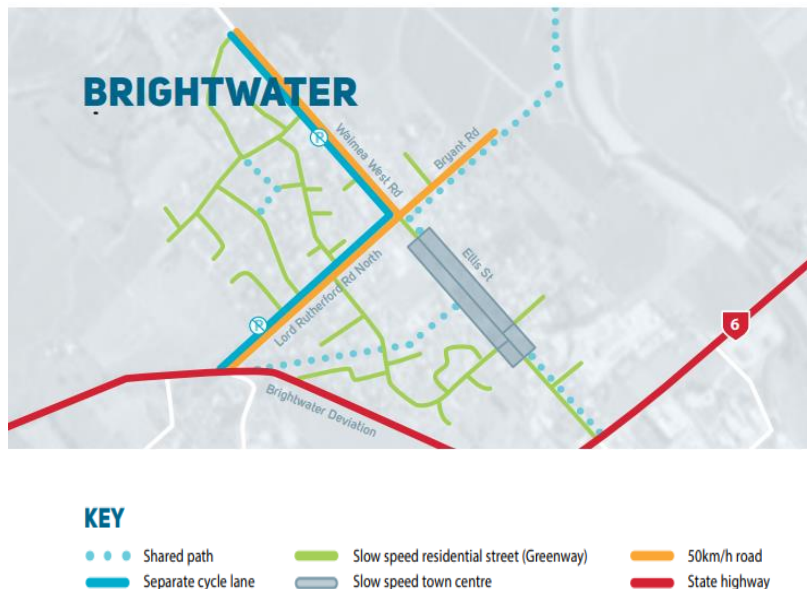 BRIGHTWATER
Waimea West Rd
Bryant Rd
P
Ellis St
Lord Rutherford Rd North
P
6
Brightwater Deviation
KEY
Shared path
Slow speed residential street (Greenway)
50km/h road
Separate cycle lane
Slow speed town centre
State highway